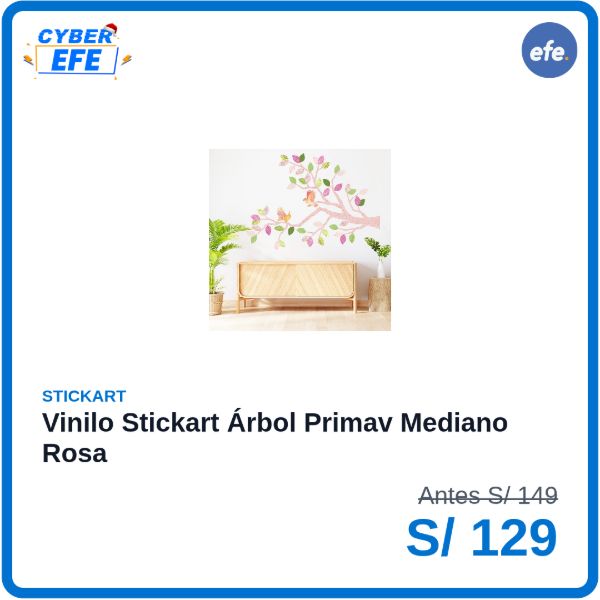 CYBER
EFE
efe.
STICKART
Vinilo Stickart Árbol Primav Mediano
Rosa
Antes S/ 149
S/ 129